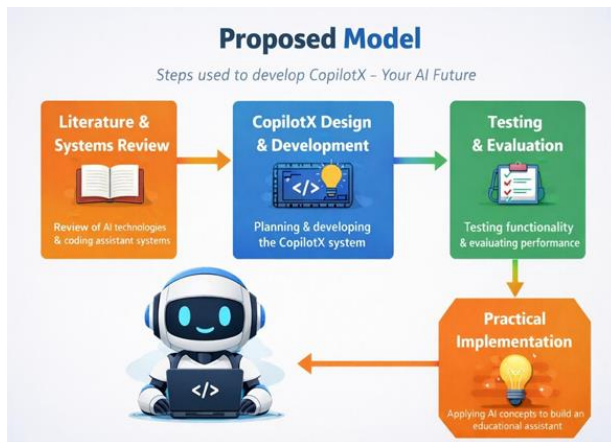 Proposed Model
Steps used to develop CopilotX - Your AI Future
Literature &
Systems Review
Review of AI technologies
& coding assistant systems
CopilotX Design
& Development
</>
Planning & developing
the CopilotX system
Testing
& Evaluation
Testing functionality
& evaluating performance
Practical
Implementation
Applying AI concepts to build an
educational assistant
</>